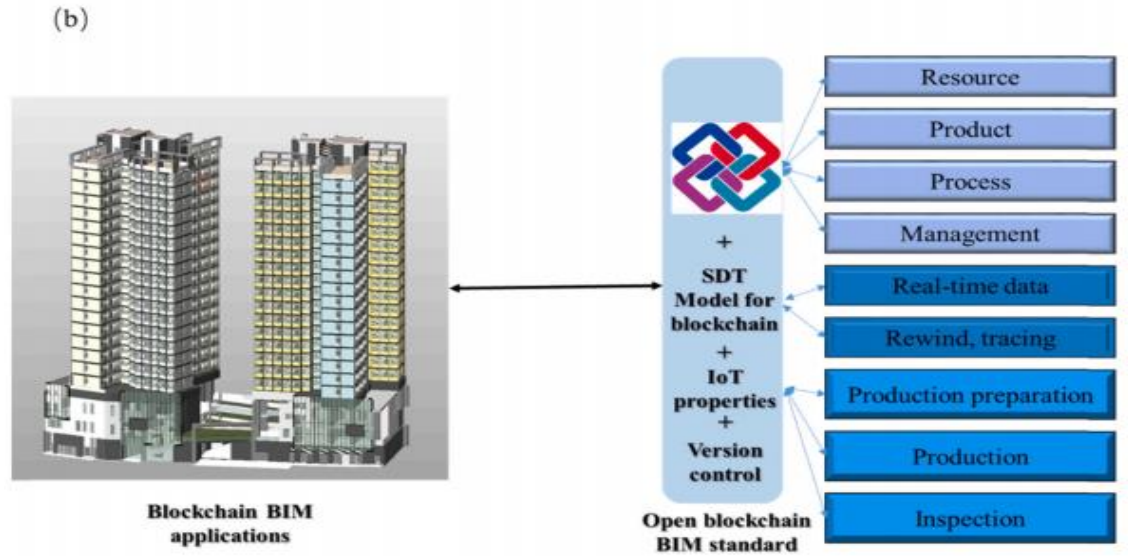 (b)
Blockchain BIM
applications
+
SDT
Model for
blockchain
+
IoT
properties
+
Version
control
Open blockchain
BIM standard
Resource
Product
Process
Management
Real-time data
Rewind, tracing
Production preparation
Production
Inspection